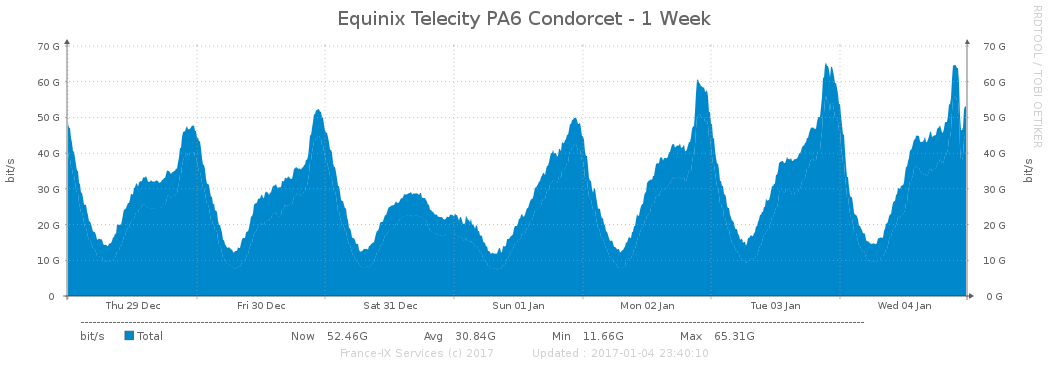 Equinix Telecity PA6 Condorcet - 1 Week
RRDTOOL / TOBI OETIKER
70 G 70 G
60 G 60 G
50 G 50 G
40 G 40 G
bit/s bit/s
30 G 30 G
20 G 20 G
10 G 10 G
0 0 G
Thu 29 Dec Fri 30 Dec Sat 31 Dec Sun 01 Jan Mon 02 Jan Tue 03 Jan Wed 04 Jan
bit/s Total Now 52.46G Avg 30.84G Min 11.66G Max 65.31G
France-IX Services (c) 2017 Updated : 2017-01-04 23:40:10